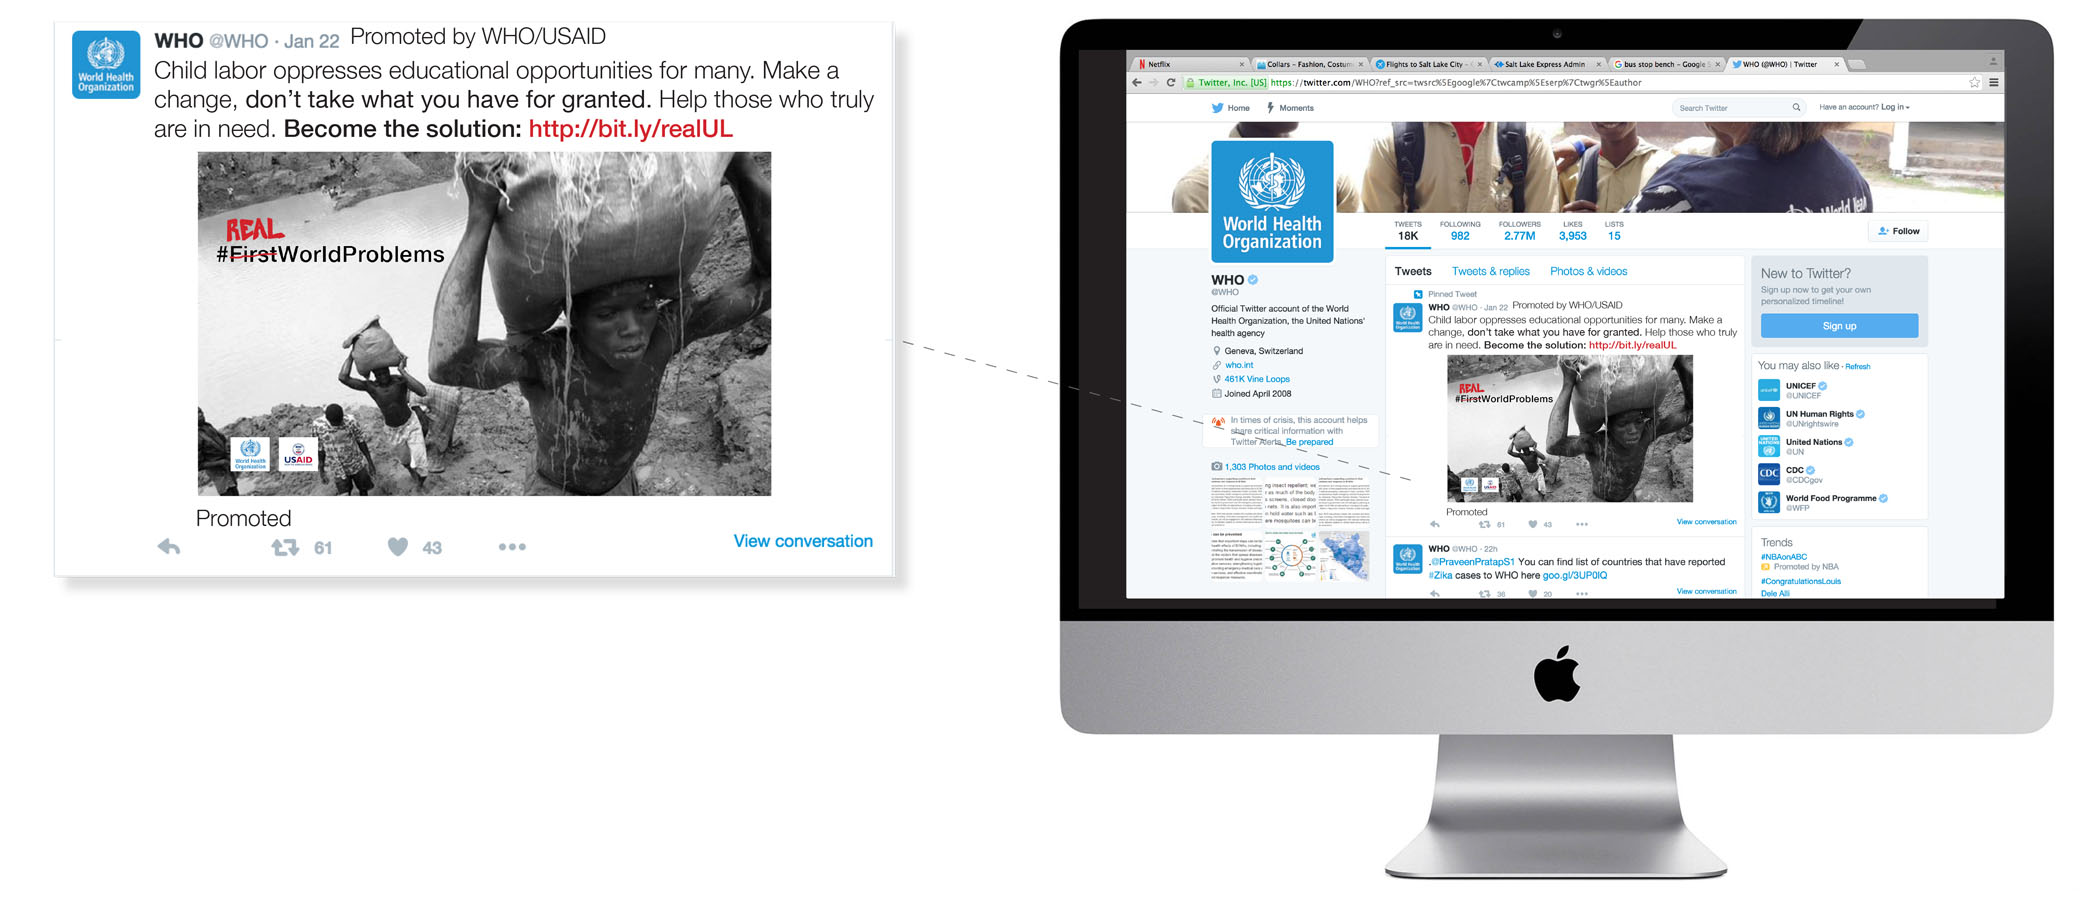 WHO @WHO · Jan 22 Promoted by WHO/USAID
Child labor oppresses educational opportunities for many. Make a
change, don't take what you have for granted. Help those who truly
are in need. Become the solution: http://bit.ly/realUL
World Health
Organization
REAL
#FirstWorldProblems
World Health
Organization
USAID
Promoted
61
43
View conversation
Netflix
Collars – Fashion, Costum
Flights to Salt Lake City –
Salt Lake Express Admin
bus stop bench – Google S
WHO (@WHO) | Twitter
Twitter, Inc. [US] https://twitter.com/WHO?ref_src=twsrc%5Egoogle%7Ctwcamp%5Eserp%7Ctwgr%5Eauthor
Home
Moments
Search Twitter
Have an account? Log in
World Health
Organization
TWEETS
18K
FOLLOWING
982
FOLLOWERS
2.77M
LIKES
3,953
LISTS
15
Follow
WHO
@WHO
Official Twitter account of the World
Health Organization, the United Nations'
health agency
Geneva, Switzerland
who.int
461K Vine Loops
Joined April 2008
In times of crisis, this account helps
share critical information with
Twitter Alerts. Be prepared
1,303 Photos and videos
Tweets
Tweets & replies
Photos & videos
Pinned Tweet
WHO @WHO · Jan 22 Promoted by WHO/USAID
Child labor oppresses educational opportunities for many. Make a
change, don't take what you have for granted. Help those who truly
are in need. Become the solution: http://bit.ly/realUL
REAL
#FirstWorldProblems
Promoted
61
43
View conversation
WHO @WHO · 22h
.@PraveenPratapS1 You can find list of countries that have reported
#Zika cases to WHO here goo.gl/3UP0IQ
36
20
View conversation
New to Twitter?
Sign up now to get your own
personalized timeline!
Sign up
You may also like · Refresh
UNICEF
@UNICEF
UN Human Rights
@UNrightswire
United Nations
@UN
CDC
CDC
@CDCgov
World Food Programme
@WFP
Trends
#NBAonABC
Promoted by NBA
#CongratulationsLouis
Dele Alli